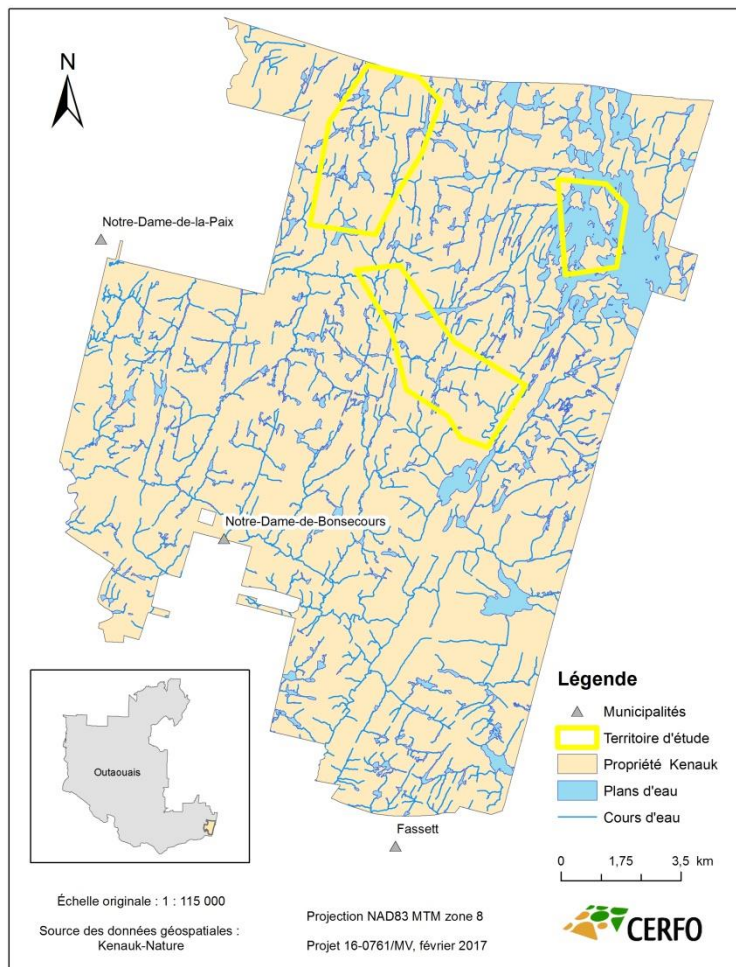 N
Notre-Dame-de-la-Paix
Notre-Dame-de-Bonsecours
Fassett
Outaouais
Légende
Municipalités
Territoire d'étude
Propriété Kenauk
Plans d'eau
Cours d'eau
0 1,75 3,5 km
Échelle originale : 1 : 115 000
Source des données géospatiales :
Kenauk-Nature
Projection NAD83 MTM zone 8
Projet 16-0761/MV, février 2017
CERFO